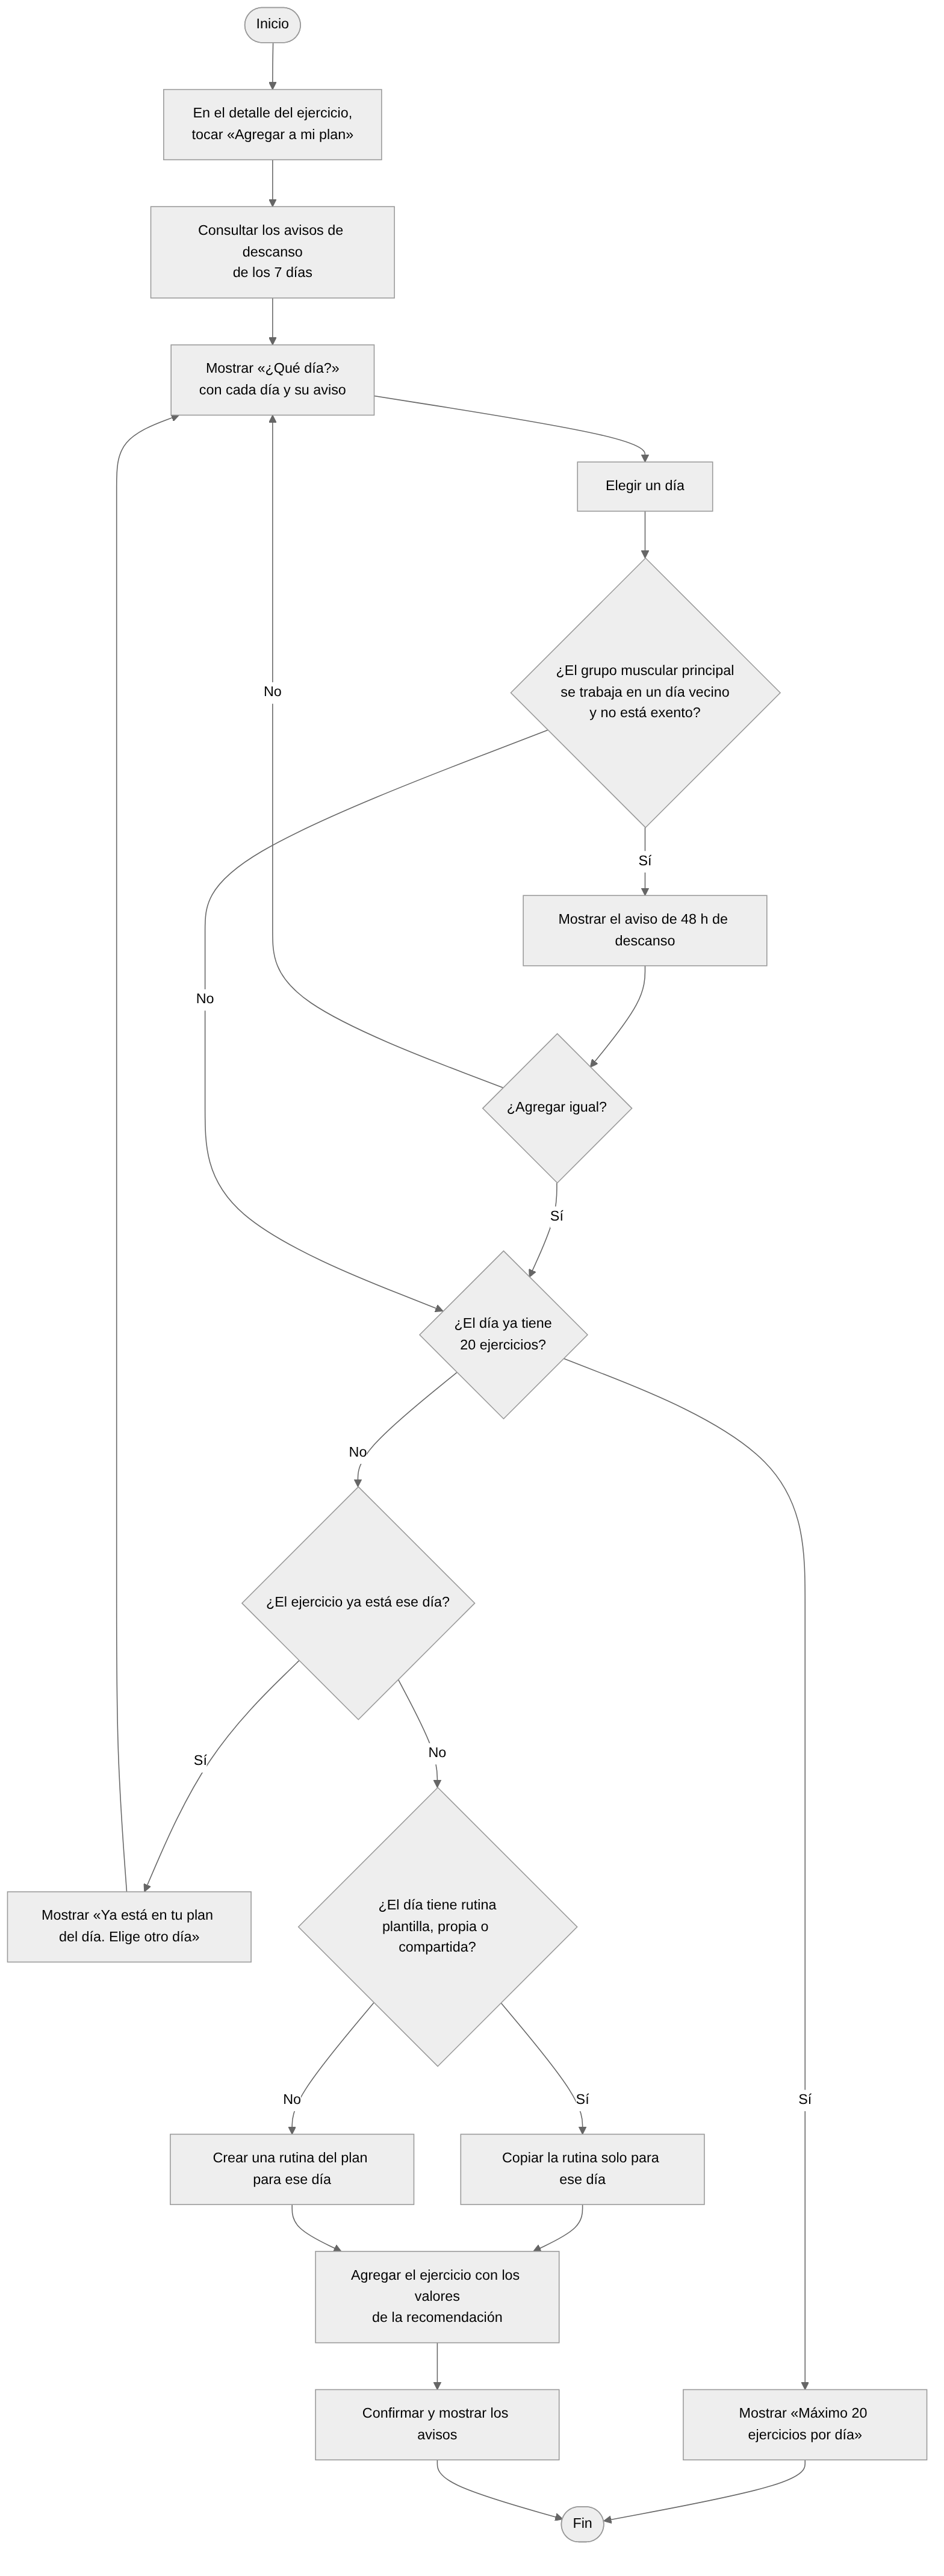 Inicio
En el detalle del ejercicio,
tocar «Agregar a mi plan»
Consultar los avisos de
descanso
de los 7 días
Mostrar «¿Qué día?»
con cada día y su aviso
Elegir un día
¿El grupo muscular principal
se trabaja en un día vecino
y no está exento?
No
Sí
Mostrar el aviso de 48 h de
descanso
No
¿Agregar igual?
Sí
¿El día ya tiene
20 ejercicios?
No
¿El ejercicio ya está ese día?
Sí
No
Mostrar «Ya está en tu plan
del día. Elige otro día»
¿El día tiene rutina
plantilla, propia o
compartida?
No
Sí
Sí
Crear una rutina del plan
para ese día
Copiar la rutina solo para
ese día
Agregar el ejercicio con los
valores
de la recomendación
Confirmar y mostrar los
avisos
Mostrar «Máximo 20
ejercicios por día»
Fin